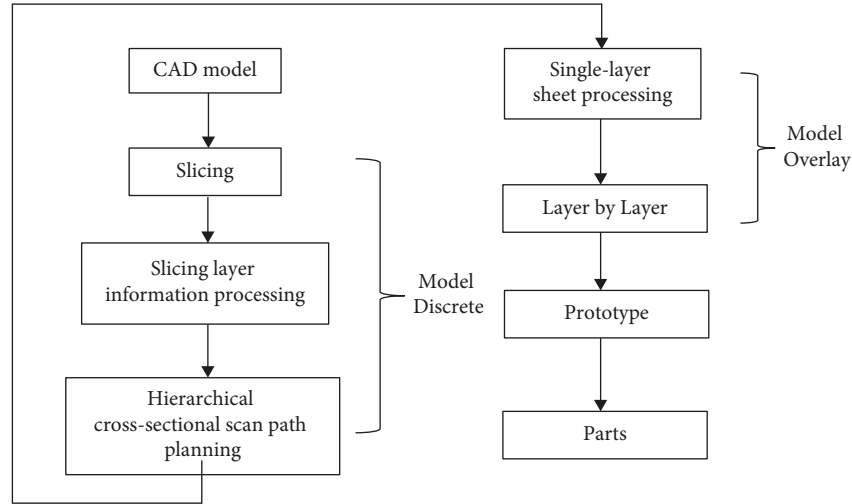 CAD model
Slicing
Slicing layer
information processing
Hierarchical
cross-sectional scan path
planning
Model
Discrete
Single-layer
sheet processing
Layer by Layer
Model
Overlay
Prototype
Parts